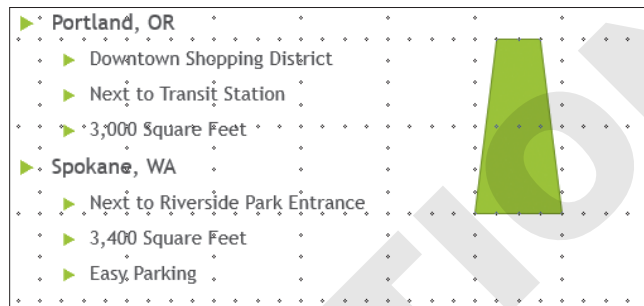 Portland, OR
Downtown Shopping District
Next to Transit Station
3,000 Square Feet
Spokane, WA
Next to Riverside Park Entrance
3,400 Square Feet
Easy Parking